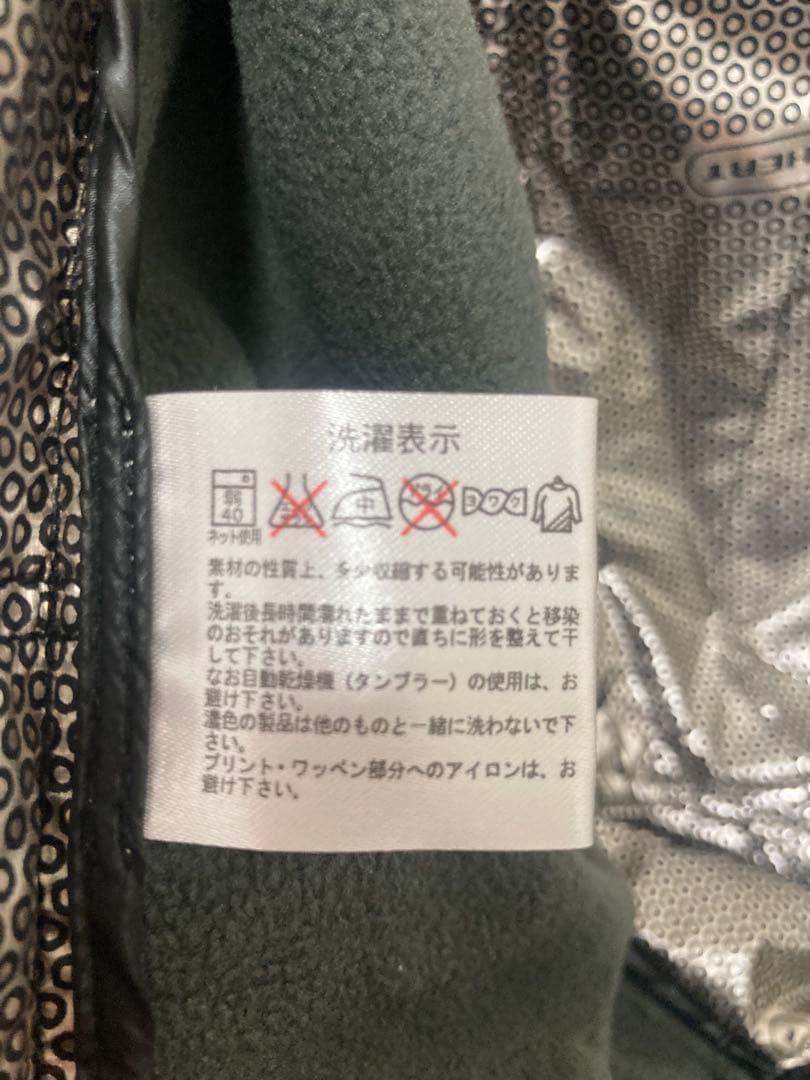 洗濯表示
弱
40
中
ドライ
ヨワク
ネット使用
素材の性質上、多少収縮する可能性がありま
す。
洗濯後長時間濡れたままで重ねておくと移染
のおそれがありますので直ちに形を整えて干
して下さい。
なお自動乾燥機（タンブラー）の使用は、お
避け下さい。
濃色の製品は他のものと一緒に洗わないで下
さい。
プリント・ワッペン部分へのアイロンは、お
避け下さい。
HEAT